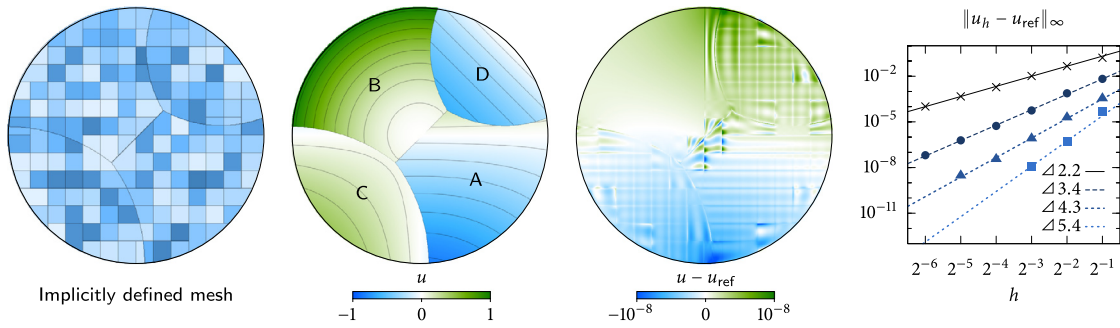 Implicitly defined mesh
B
D
C
A
u
−1 0 1
u − u_ref
−10⁻⁸ 0 10⁻⁸
‖u_h − u_ref‖_∞
10⁻²
10⁻⁵
10⁻⁸
10⁻¹¹
⊿2.2
⊿3.4
⊿4.3
⊿5.4
2⁻⁶ 2⁻⁵ 2⁻⁴ 2⁻³ 2⁻² 2⁻¹
h